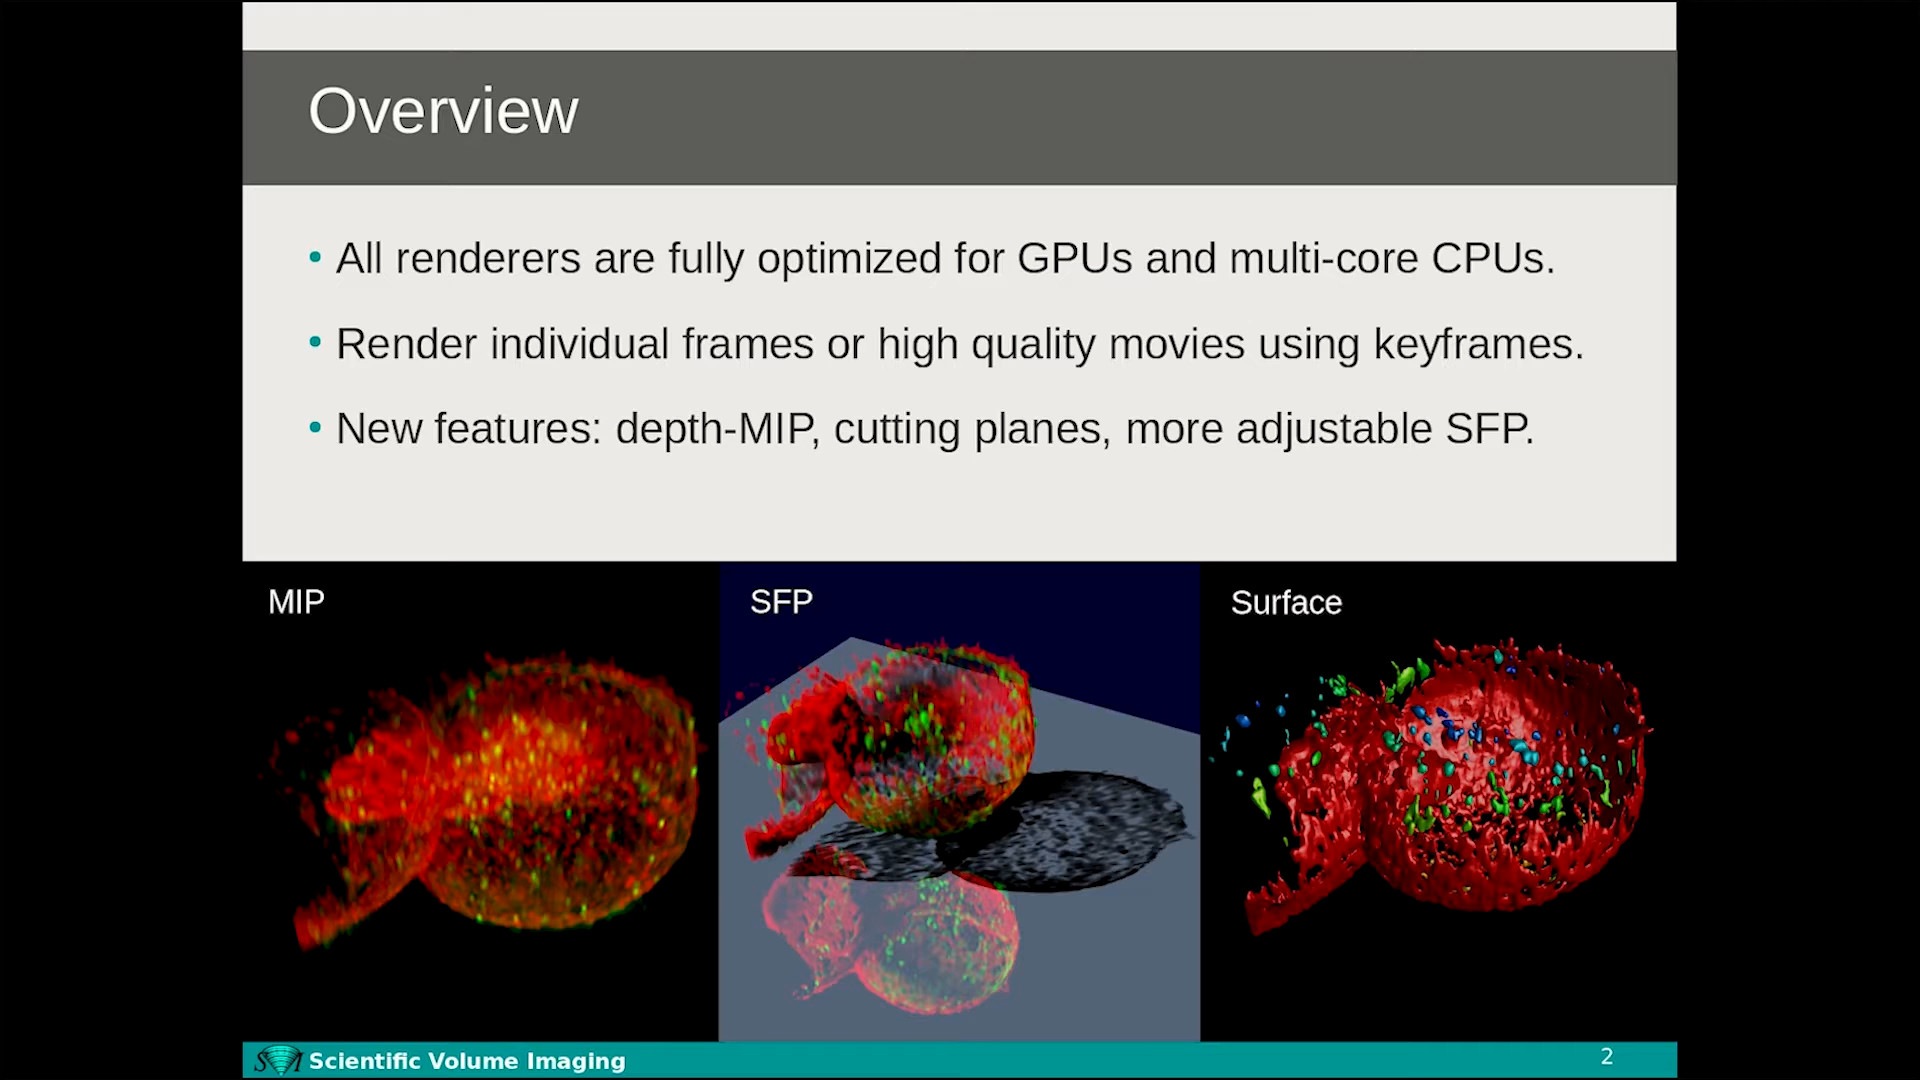 Overview
• All renderers are fully optimized for GPUs and multi-core CPUs.
• Render individual frames or high quality movies using keyframes.
• New features: depth-MIP, cutting planes, more adjustable SFP.
MIP
SFP
Surface
SVI Scientific Volume Imaging
2